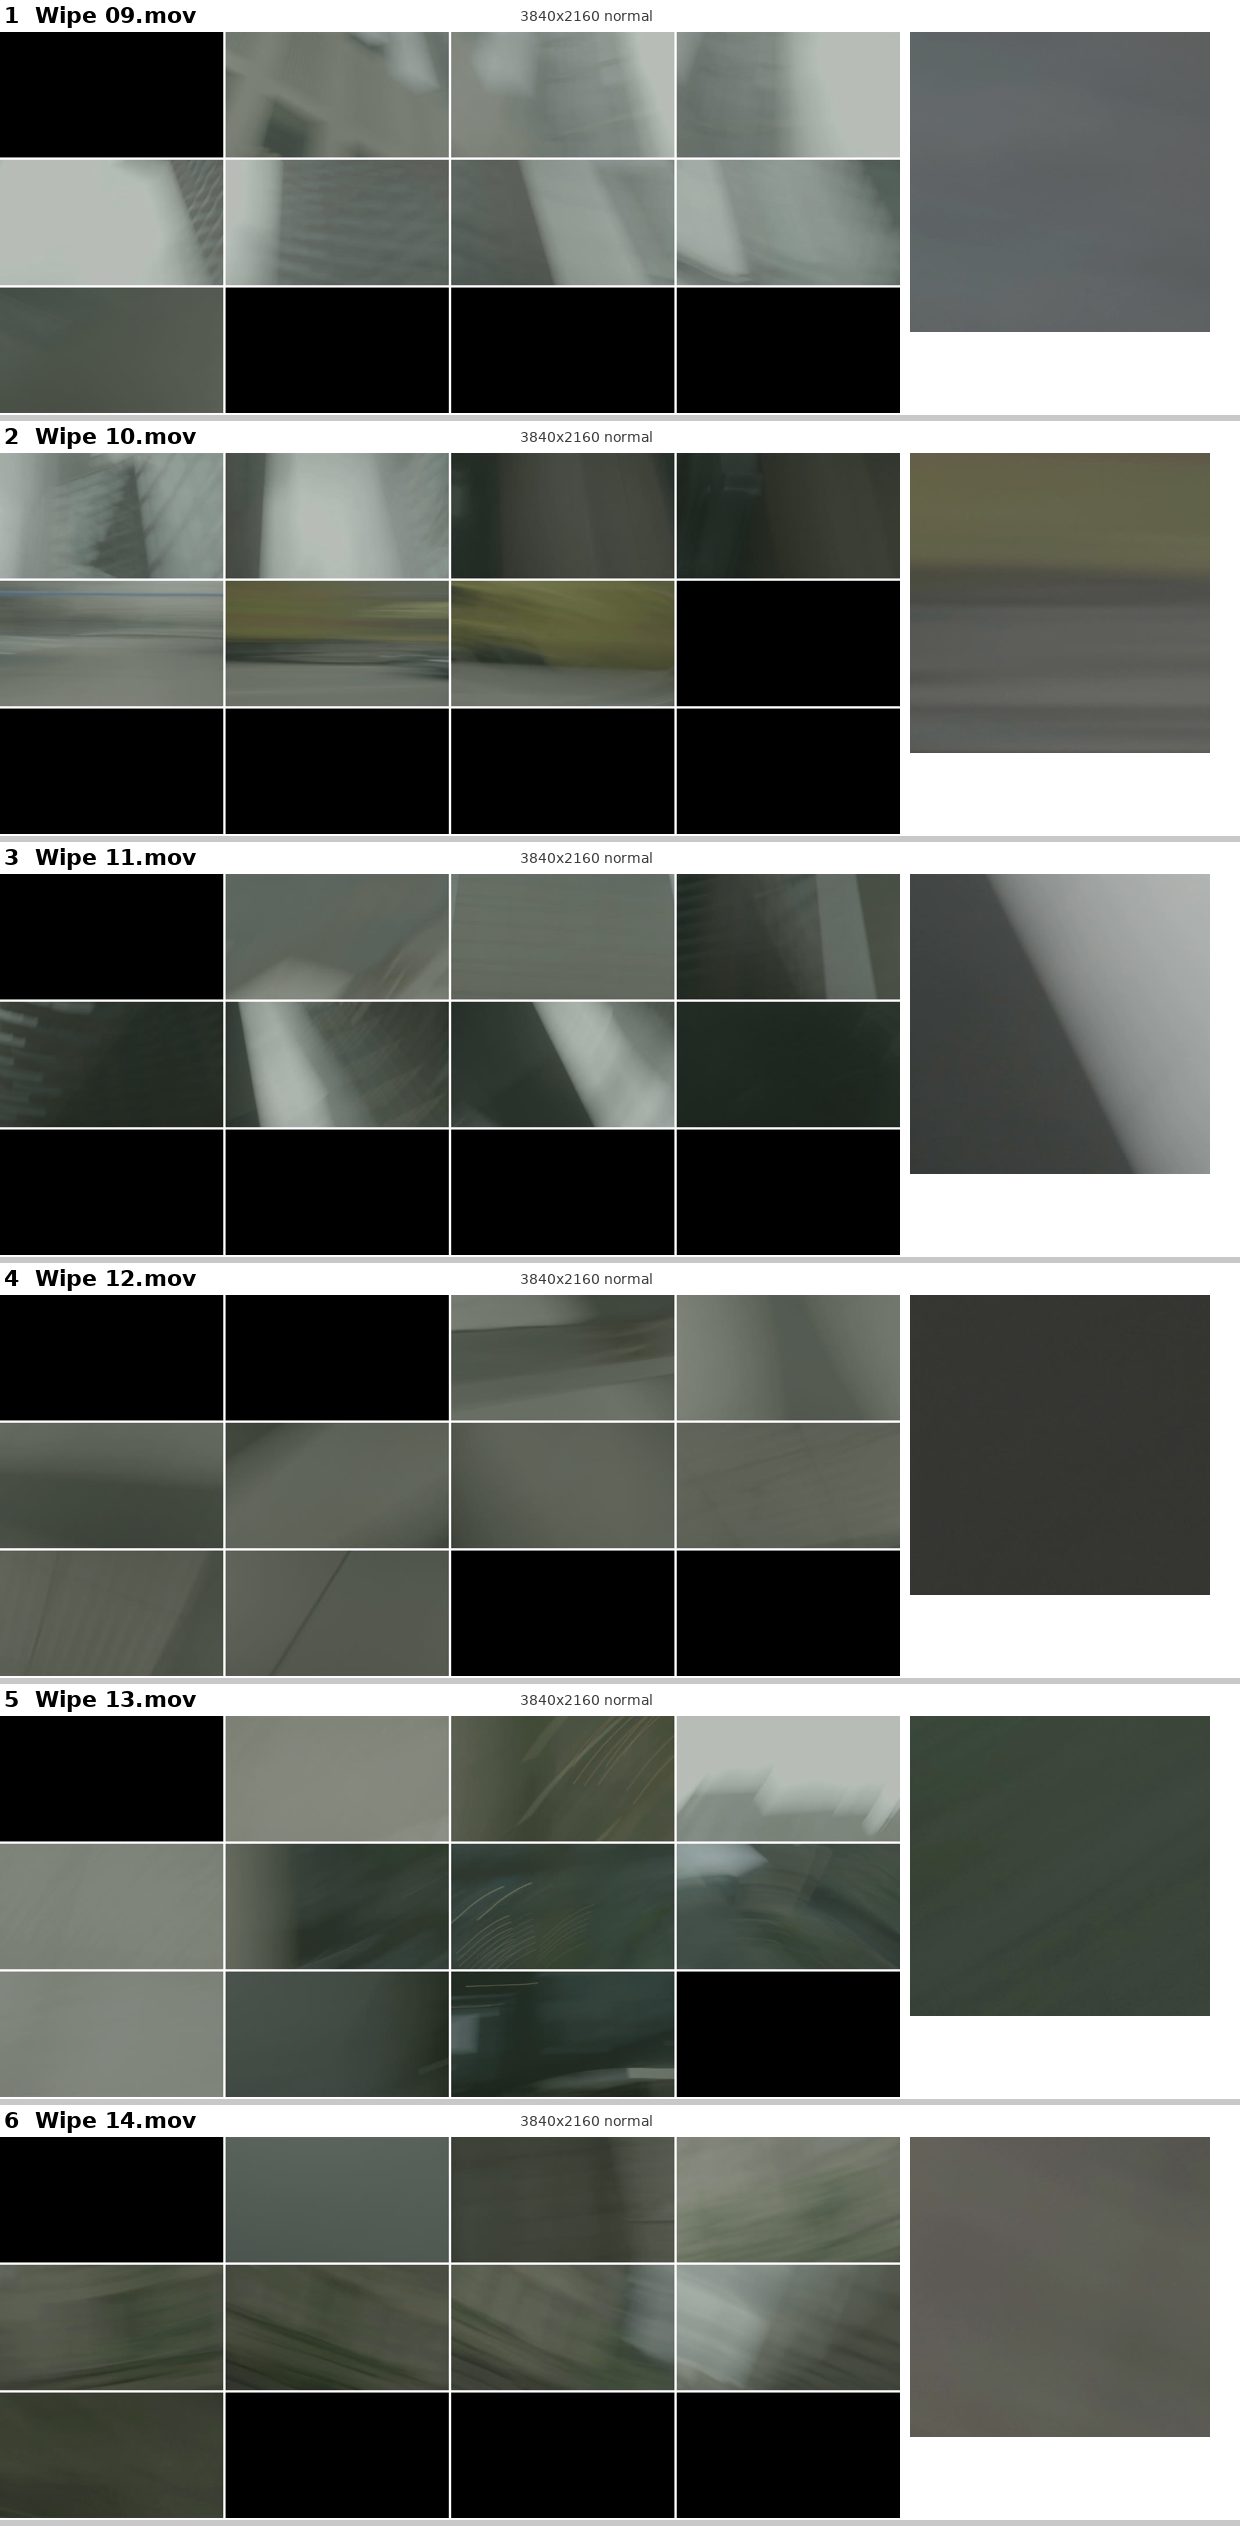 1 Wipe 09.mov 3840x2160 normal
2 Wipe 10.mov 3840x2160 normal
3 Wipe 11.mov 3840x2160 normal
4 Wipe 12.mov 3840x2160 normal
5 Wipe 13.mov 3840x2160 normal
6 Wipe 14.mov 3840x2160 normal